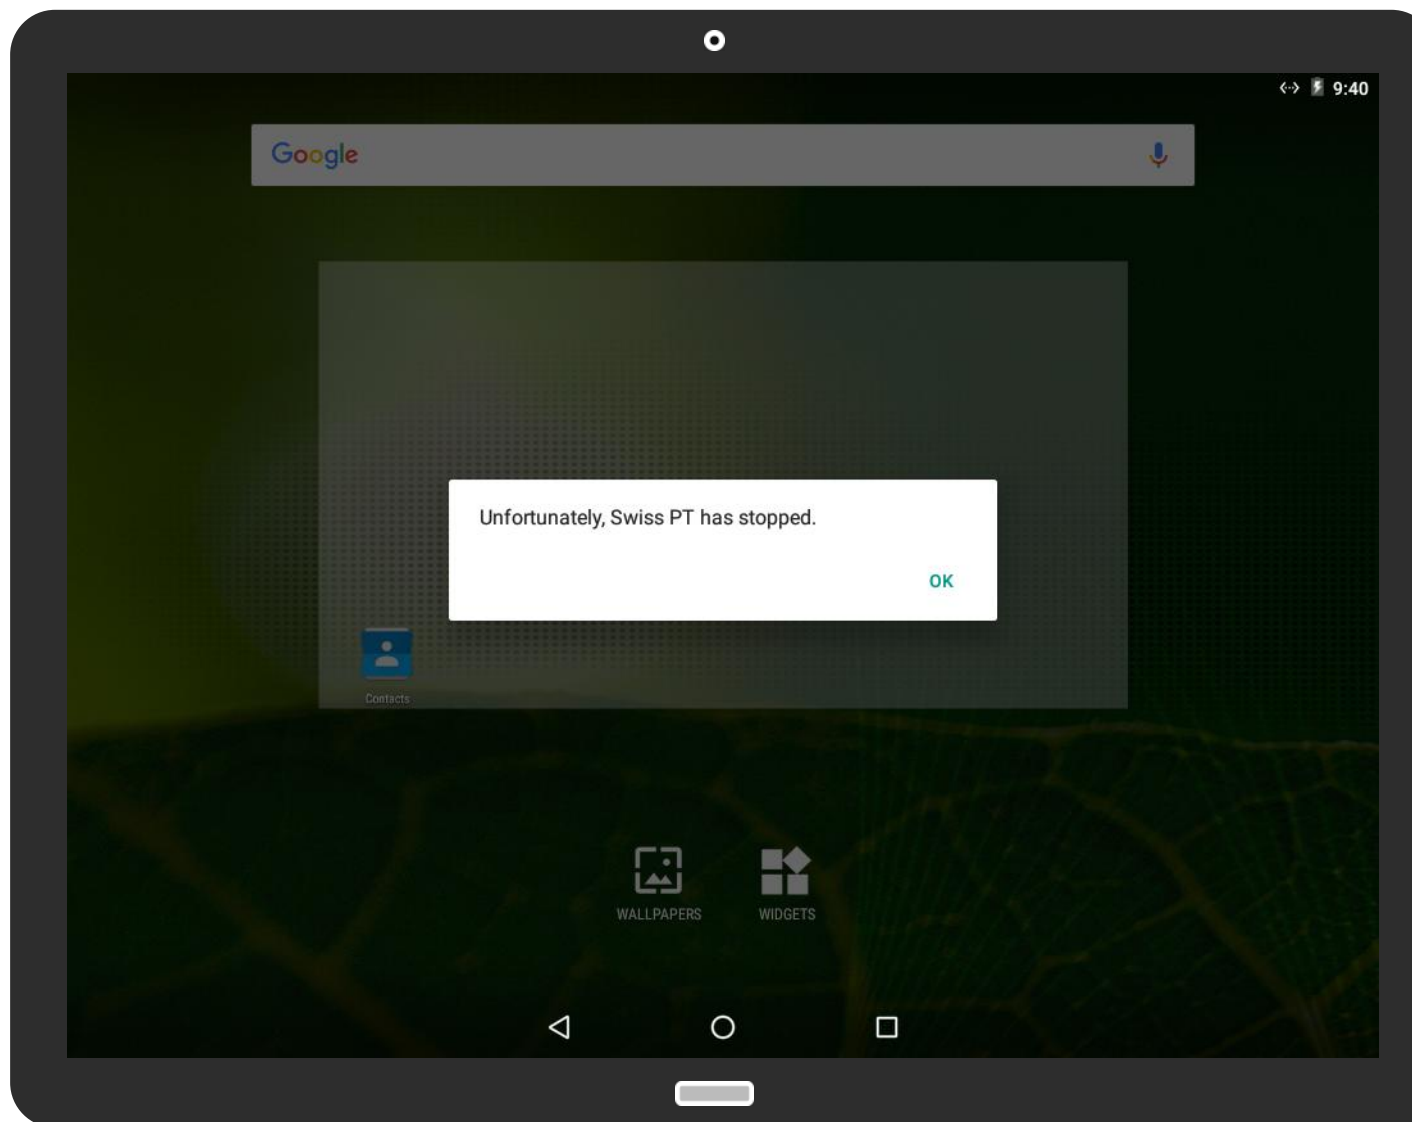 9:40
Google
Unfortunately, Swiss PT has stopped.
OK
Contacts
WALLPAPERS WIDGETS